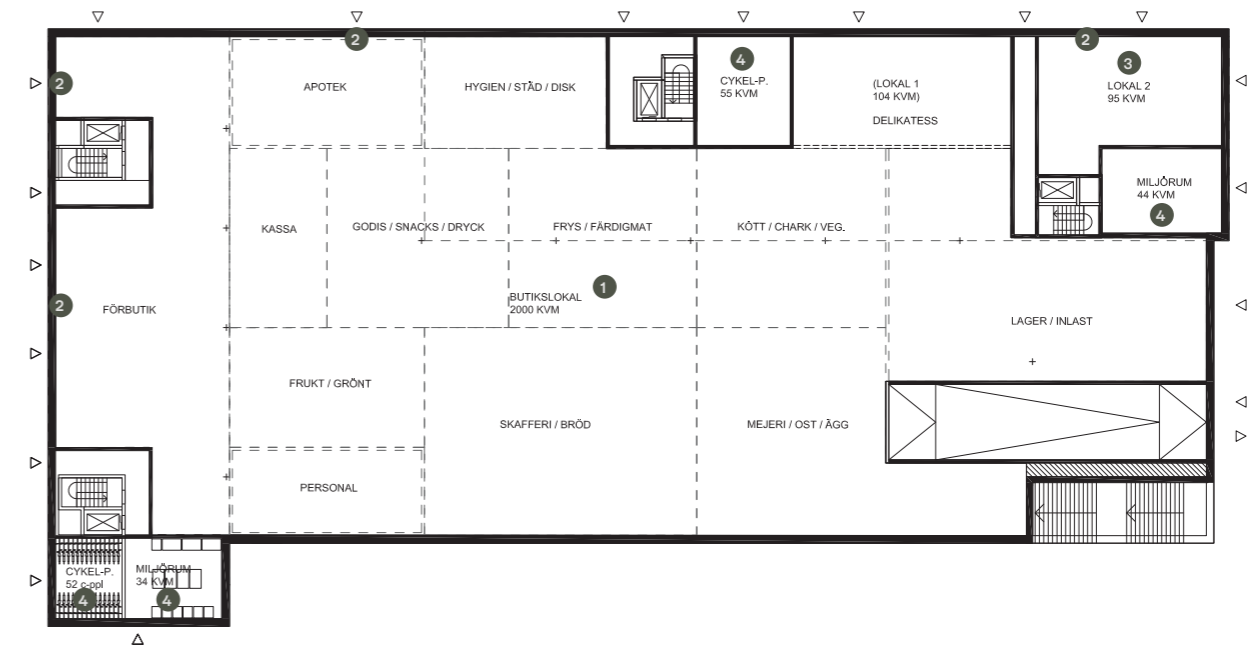 2
2
4
CYKEL-P.
55 KVM
(LOKAL 1
104 KVM)
DELIKATESS
2
3
LOKAL 2
95 KVM
APOTEK
HYGIEN / STÄD / DISK
MILJÖRUM
44 KVM
4
KASSA
GODIS / SNACKS / DRYCK
FRYS / FÄRDIGMAT
KÖTT / CHARK / VEG.
2
FÖRBUTIK
BUTIKSLOKAL
2000 KVM
1
LAGER / INLAST
FRUKT / GRÖNT
SKAFFERI / BRÖD
MEJERI / OST / ÄGG
PERSONAL
CYKEL-P.
52 c-ppl
4
MILJÖRUM
34 KVM
4